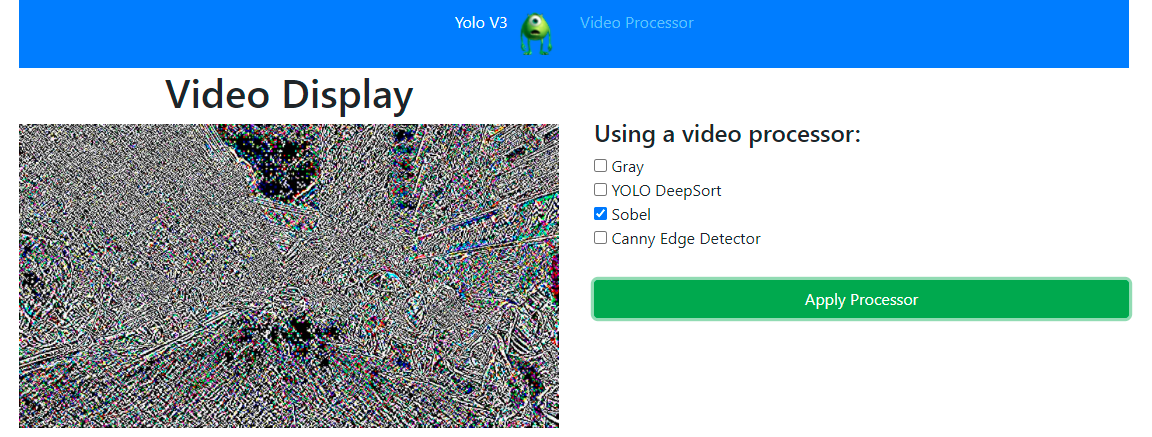 Yolo V3 Video Processor
Video Display
Using a video processor:
Gray
YOLO DeepSort
Sobel
Canny Edge Detector
Apply Processor